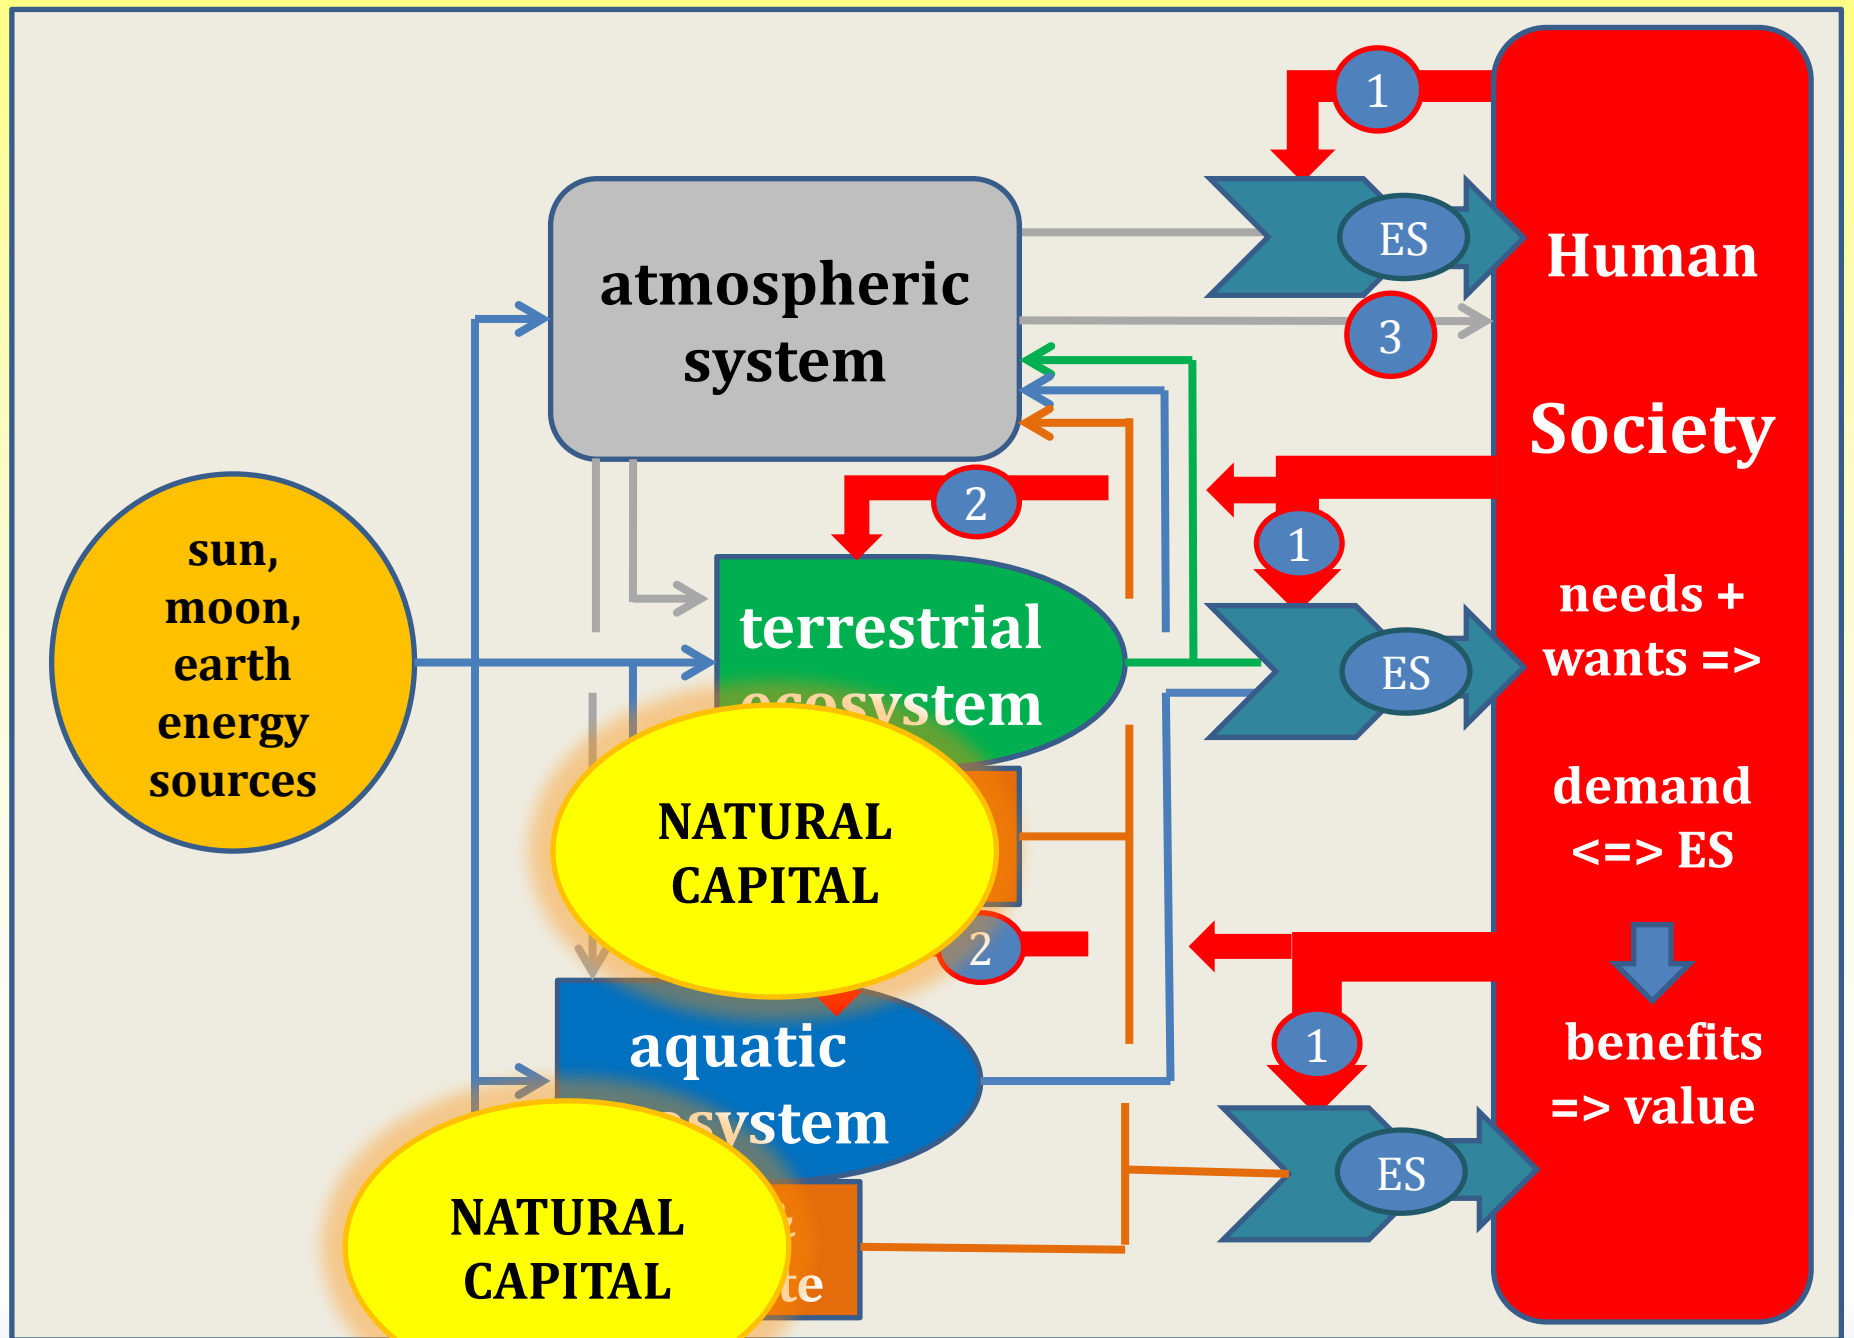 1
ES
3
atmospheric
system
Human
Society
needs +
wants =>
demand
<=> ES
benefits
=> value
2
1
ES
sun,
moon,
earth
energy
sources
terrestrial
ecosystem
NATURAL
CAPITAL
2
1
ES
aquatic
NATURAL
CAPITAL